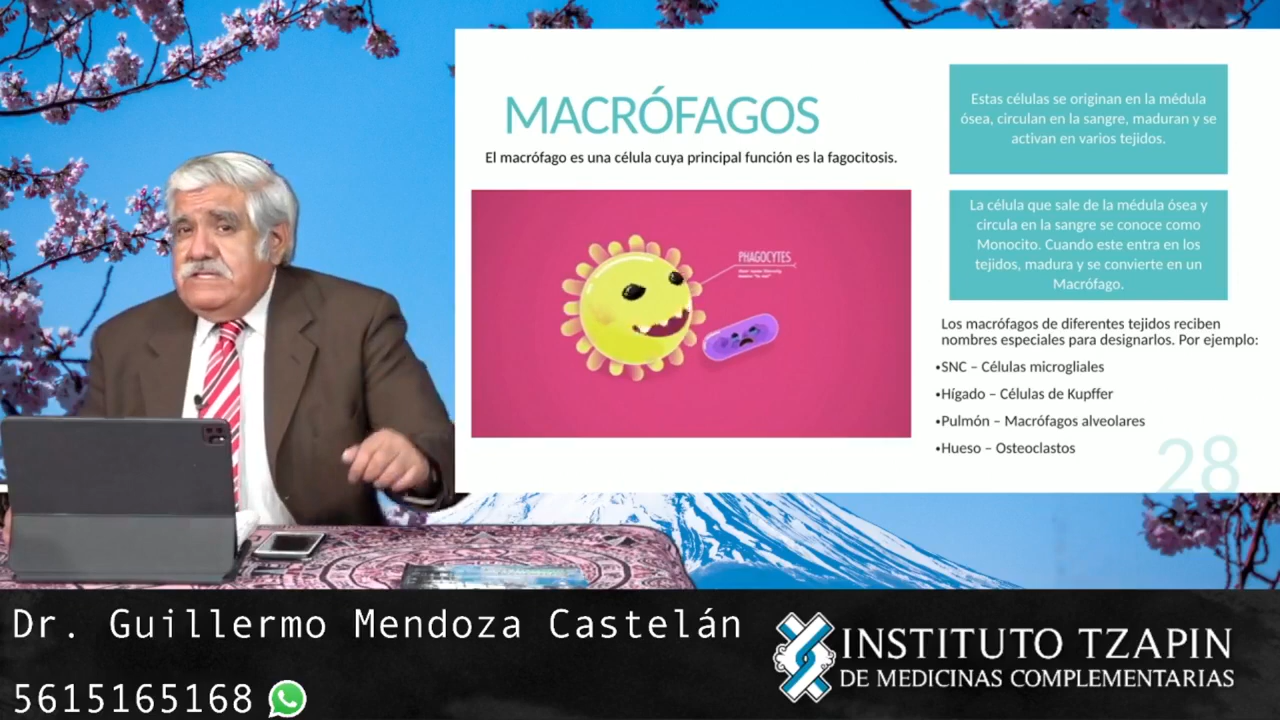 MACRÓFAGOS
El macrófago es una célula cuya principal función es la fagocitosis.
PHAGOCYTES
Estas células se originan en la médula
ósea, circulan en la sangre, maduran y se
activan en varios tejidos.
La célula que sale de la médula ósea y
circula en la sangre se conoce como
Monocito. Cuando este entra en los
tejidos, madura y se convierte en un
Macrófago.
Los macrófagos de diferentes tejidos reciben
nombres especiales para designarlos. Por ejemplo:
•SNC – Células microgliales
•Hígado – Células de Kupffer
•Pulmón – Macrófagos alveolares
•Hueso – Osteoclastos
28
Dr. Guillermo Mendoza Castelán
5615165168
INSTITUTO TZAPIN
DE MEDICINAS COMPLEMENTARIAS